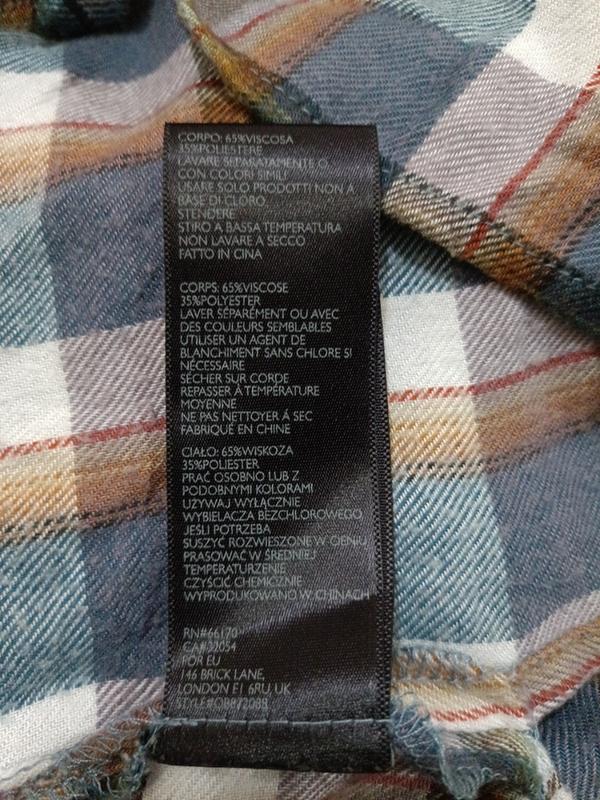 CORPO: 65%VISCOSA
35%POLIESTERE
LAVARE SEPARATAMENTE O
CON COLORI SIMILI
USARE SOLO PRODOTTI NON A
BASE DI CLORO
STENDERE
STIRO A BASSA TEMPERATURA
NON LAVARE A SECCO
FATTO IN CINA
CORPS: 65%VISCOSE
35%POLYESTER
LAVER SÉPARÉMENT OU AVEC
DES COULEURS SEMBLABLES
UTILISER UN AGENT DE
BLANCHIMENT SANS CHLORE SI
NÉCESSAIRE
SÉCHER SUR CORDE
REPASSER À TEMPÉRATURE
MOYENNE
NE PAS NETTOYER Á SEC
FABRIQUÉ EN CHINE
CIAŁO: 65%WISKOZA
35%POLIESTER
PRAĆ OSOBNO LUB Z
PODOBNYMI KOLORAMI
UŻYWAJ WYŁĄCZNIE
WYBIELACZA BEZCHLOROWEGO
JEŚLI POTRZEBA
SUSZYĆ ROZWIESZONE W CIENIU
PRASOWAĆ W ŚREDNIEJ
TEMPERATURZENIE
CZYŚCIĆ CHEMICZNIE
WYPRODUKOWANO W CHINACH
RN#66170
CA#32054
FOR EU
146 BRICK LANE,
LONDON E1 6RU UK